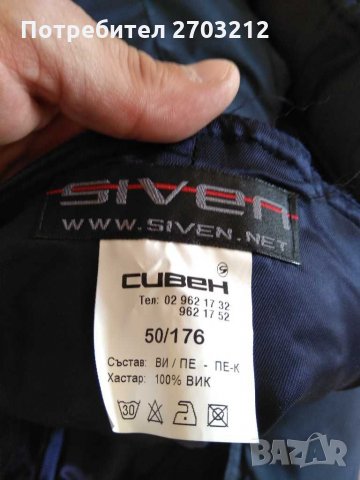 Потребител 2703212
siven
WWW.SIVEN.NET
СИВЕН
Тел: 02 962 17 32
962 17 52
50/176
Състав: ВИ / ПЕ - ПЕ-К
Хастар: 100% ВИК
30
BAZAR